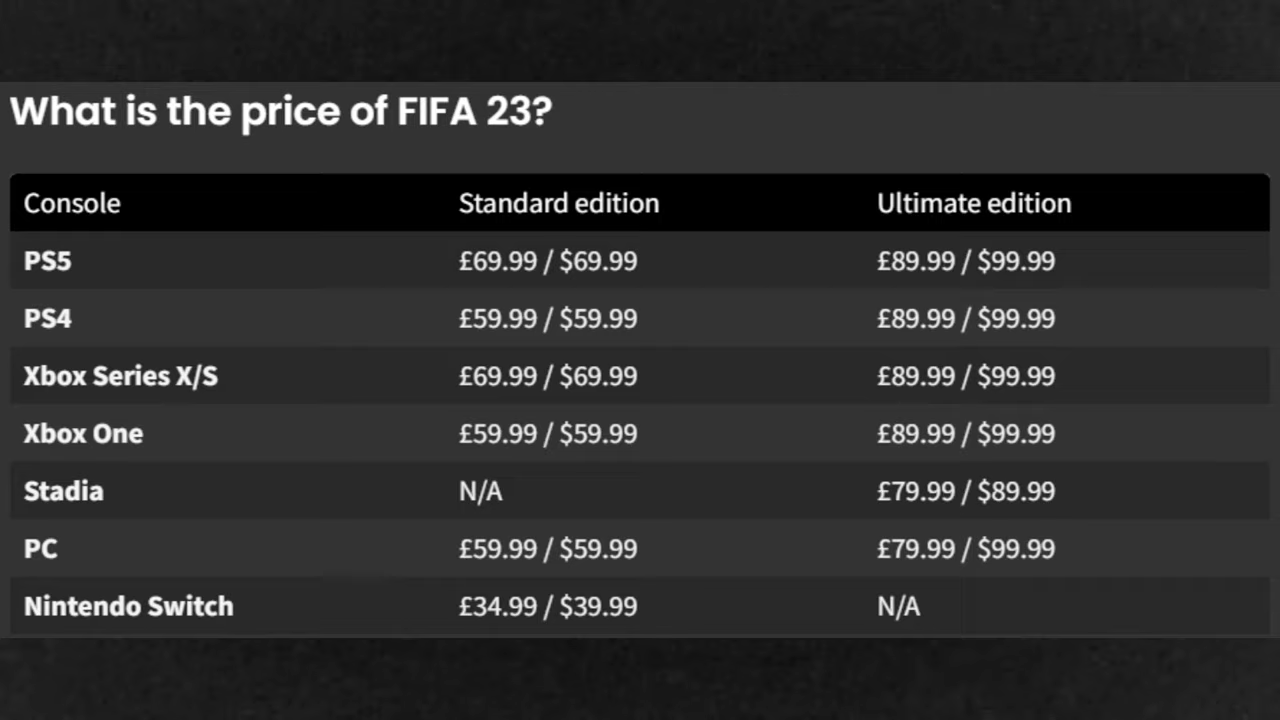 What is the price of FIFA 23?
Console Standard edition Ultimate edition
PS5 £69.99 / $69.99 £89.99 / $99.99
PS4 £59.99 / $59.99 £89.99 / $99.99
Xbox Series X/S £69.99 / $69.99 £89.99 / $99.99
Xbox One £59.99 / $59.99 £89.99 / $99.99
Stadia N/A £79.99 / $89.99
PC £59.99 / $59.99 £79.99 / $99.99
Nintendo Switch £34.99 / $39.99 N/A